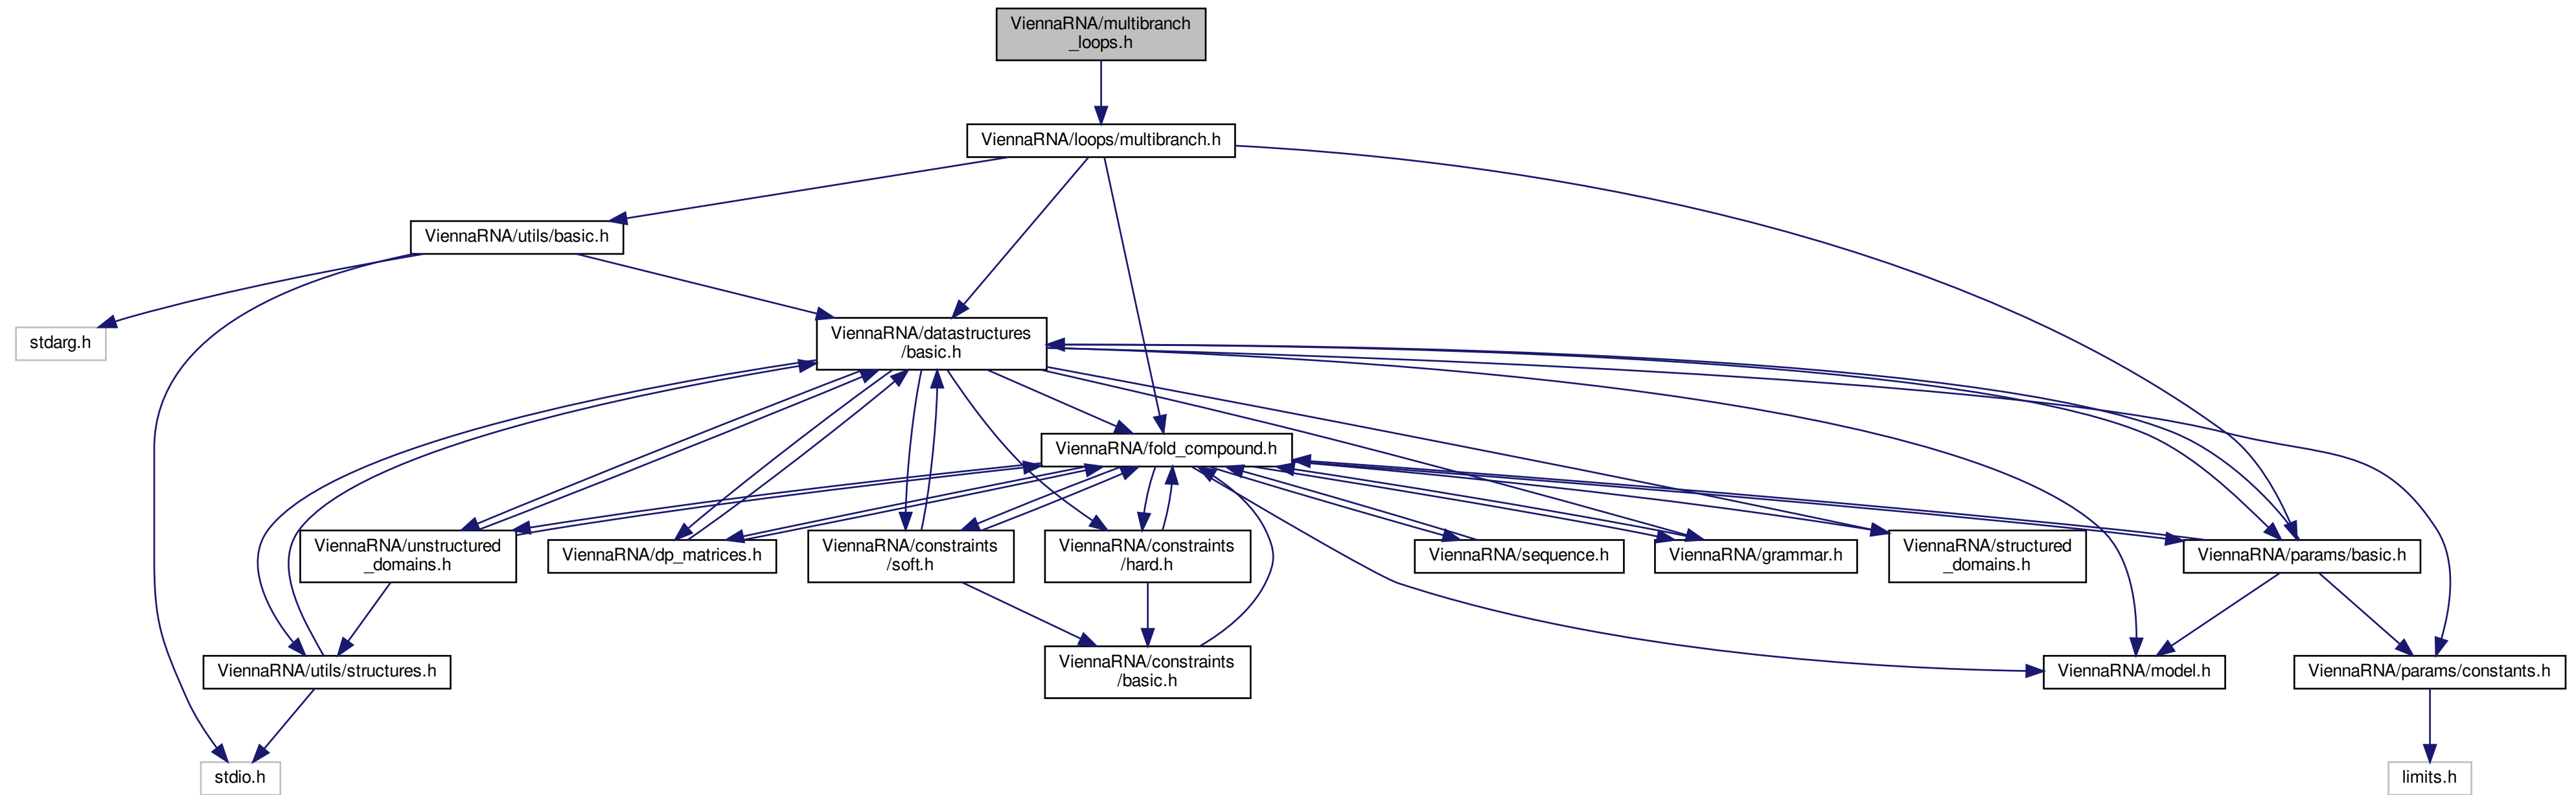 ViennaRNA/multibranch
_loops.h
ViennaRNA/loops/multibranch.h
ViennaRNA/utils/basic.h
stdarg.h
ViennaRNA/datastructures
/basic.h
ViennaRNA/fold_compound.h
ViennaRNA/unstructured
_domains.h
ViennaRNA/dp_matrices.h
ViennaRNA/constraints
/soft.h
ViennaRNA/constraints
/hard.h
ViennaRNA/sequence.h
ViennaRNA/grammar.h
ViennaRNA/structured
_domains.h
ViennaRNA/params/basic.h
ViennaRNA/utils/structures.h
ViennaRNA/constraints
/basic.h
ViennaRNA/model.h
ViennaRNA/params/constants.h
stdio.h
limits.h